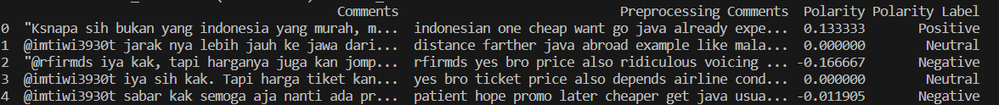 Comments Preprocessing Comments Polarity Polarity Label
0 "Ksnapa sih bukan yang indonesia yang murah, m... indonesian one cheap want go java already expe... 0.133333 Positive
1 @imtiwi3930t jarak nya lebih jauh ke jawa dari... distance farther java abroad example like mala... 0.000000 Neutral
2 "@rfirmds iya kak, tapi harganya juga kan jomp... rfirmds yes bro price also ridiculous voicing ... -0.166667 Negative
3 @imtiwi3930t iya sih kak. Tapi harga tiket kan... yes bro ticket price also depends airline cond... 0.000000 Neutral
4 @imtiwi3930t sabar kak semoga aja nanti ada pr... patient hope promo later cheaper get java usua... -0.011905 Negative